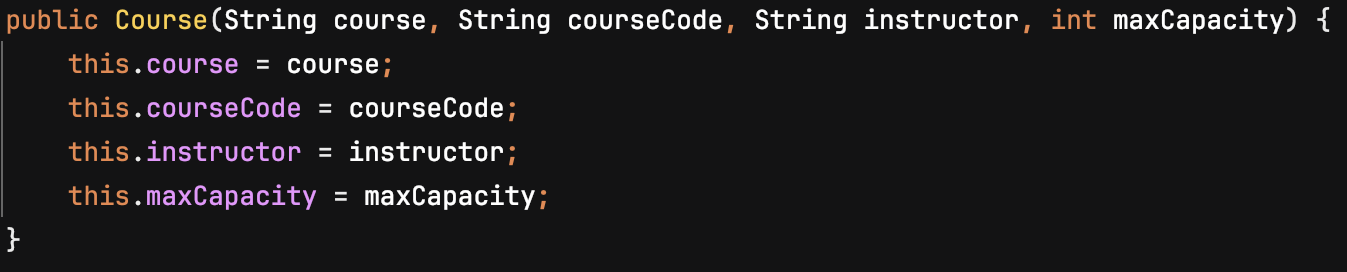 public Course(String course, String courseCode, String instructor, int maxCapacity) {
    this.course = course;
    this.courseCode = courseCode;
    this.instructor = instructor;
    this.maxCapacity = maxCapacity;
}